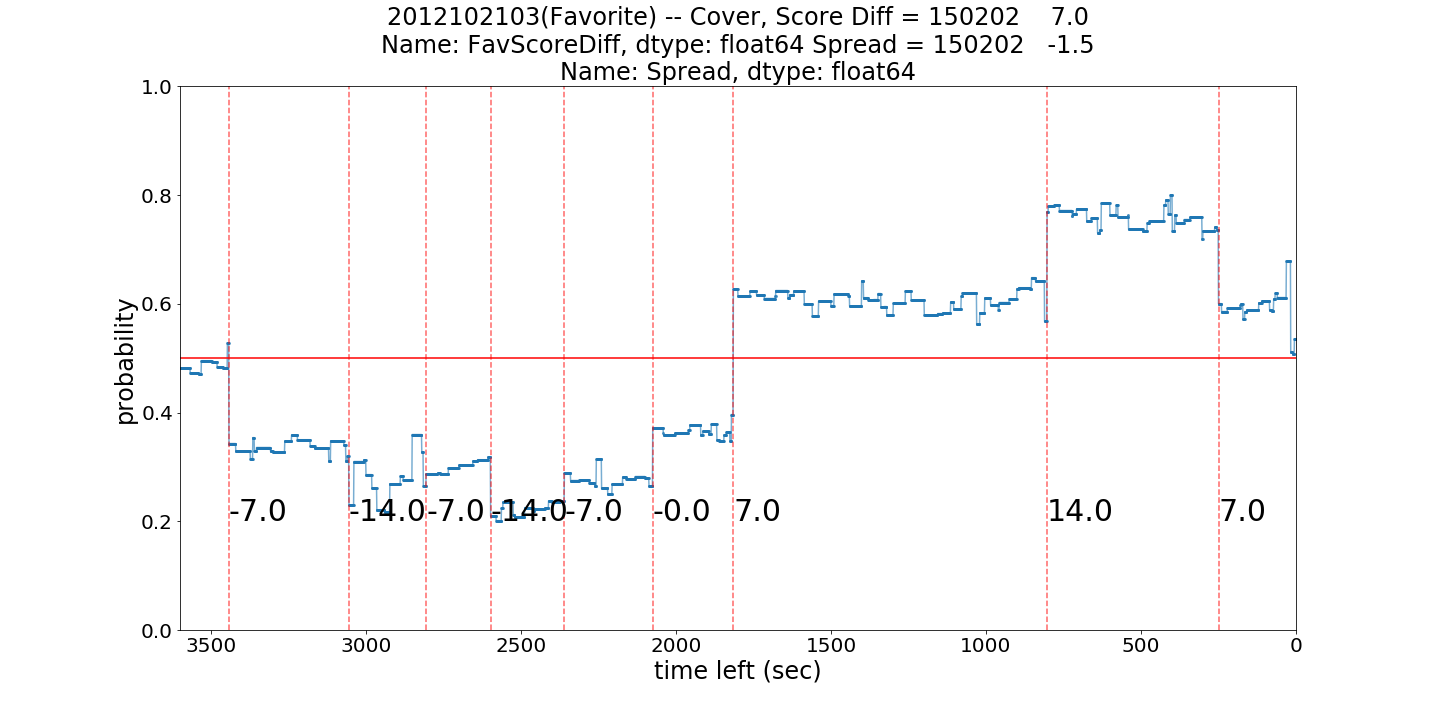 2012102103(Favorite) -- Cover, Score Diff = 150202    7.0
Name: FavScoreDiff, dtype: float64 Spread = 150202   -1.5
Name: Spread, dtype: float64
1.0
0.8
0.6
0.4
0.2
0.0
probability
-7.0 -14.0 -7.0 -14.0 -7.0 -0.0 7.0 14.0 7.0
3500 3000 2500 2000 1500 1000 500 0
time left (sec)